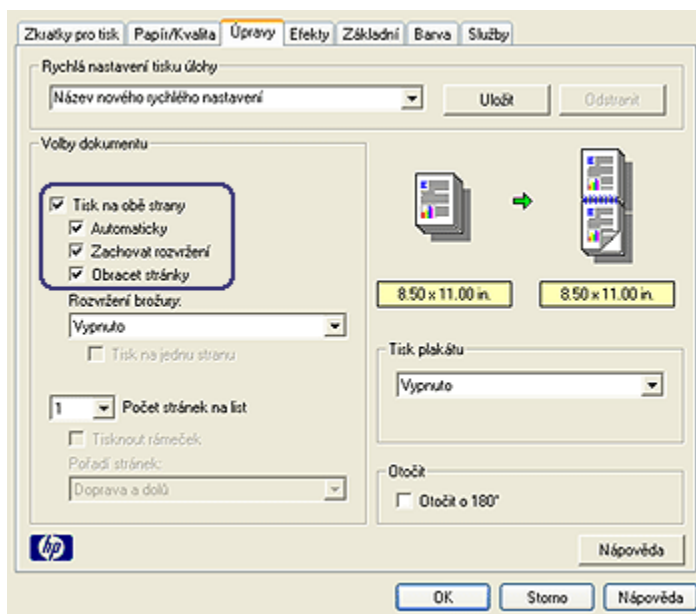 Zkratky pro tisk Papír/Kvalita Úpravy Efekty Základní Barva Služby
Rychlá nastavení tisku úlohy
Název nového rychlého nastavení Uložit Odstranit
Volby dokumentu
Tisk na obě strany
Automaticky
Zachovat rozvržení
Obracet stránky
Rozvržení brožury:
Vypnuto
Tisk na jednu stranu
1 Počet stránek na list
Tisknout rámeček
Pořadí stránek:
Doprava a dolů
8.50 x 11.00 in. 8.50 x 11.00 in.
Tisk plakátu
Vypnuto
Otočit
Otočit o 180°
hp
Nápověda
OK Storno Nápověda